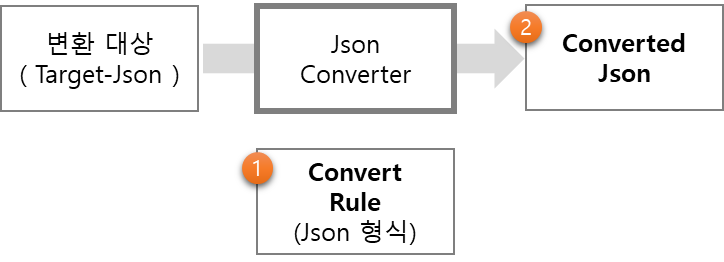 변환 대상
( Target-Json )
Json
Converter
2
Converted
Json
1
Convert
Rule
(Json 형식)